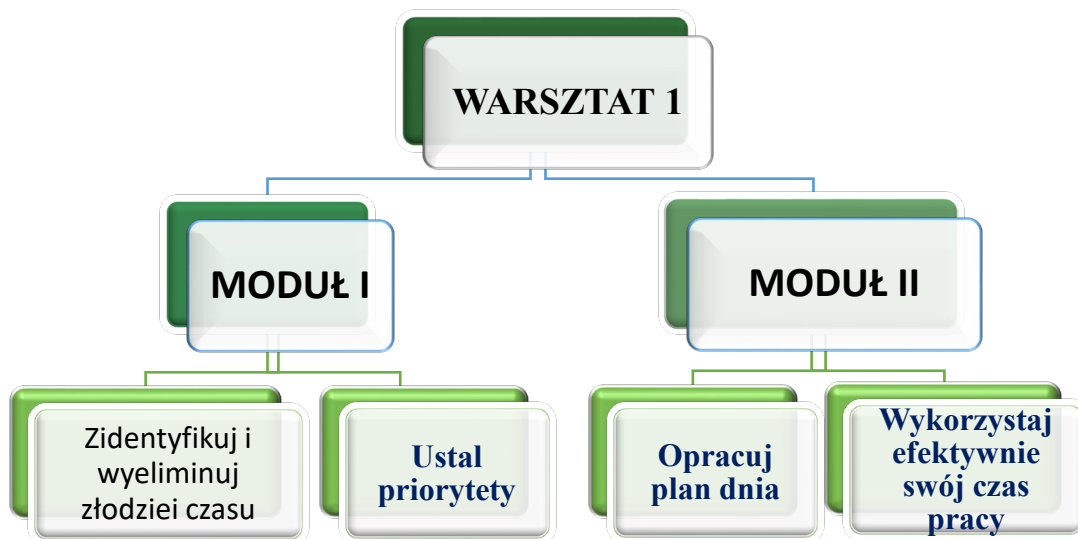 WARSZTAT 1
MODUŁ I
MODUŁ II
Zidentyfikuj i
wyeliminuj
złodziei czasu
Ustal
priorytety
Opracuj
plan dnia
Wykorzystaj
efektywnie
swój czas
pracy